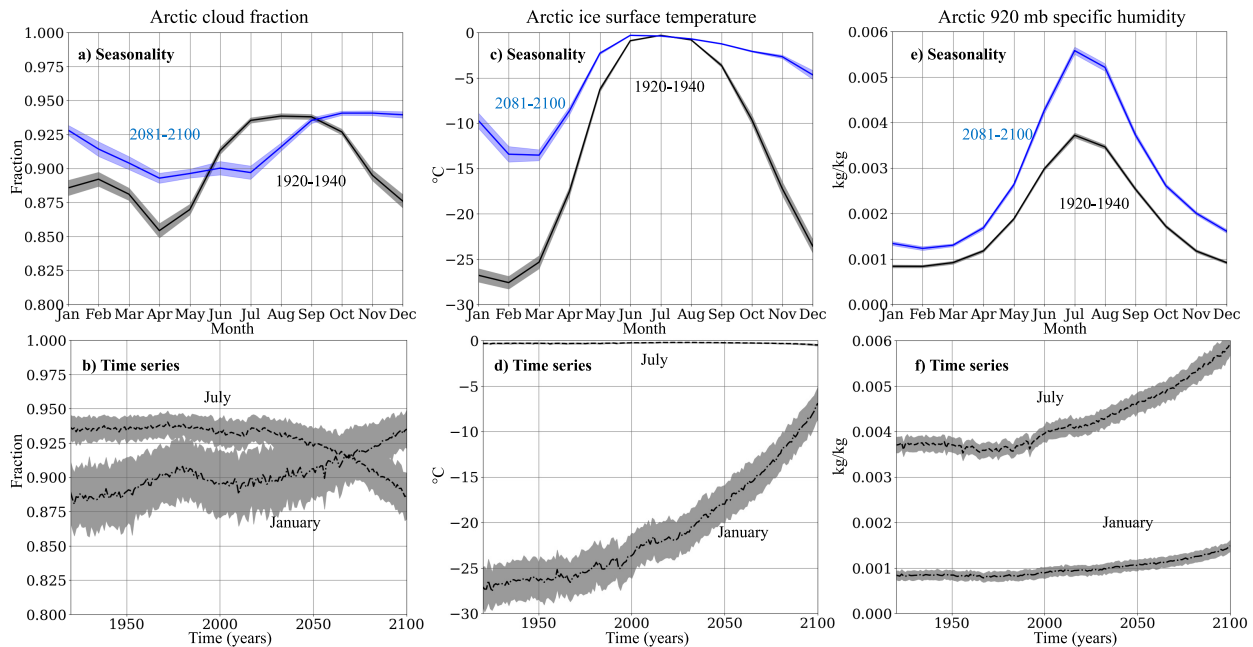 Arctic cloud fraction
1.000
0.975
0.950
0.925
0.900
0.875
0.850
0.825
0.800
Fraction
a) Seasonality
2081-2100
1920-1940
Jan Feb Mar Apr May Jun Jul Aug Sep Oct Nov Dec
Month
Arctic ice surface temperature
0
−5
−10
−15
−20
−25
−30
°C
c) Seasonality
2081-2100
1920-1940
Jan Feb Mar Apr May Jun Jul Aug Sep Oct Nov Dec
Month
Arctic 920 mb specific humidity
0.006
0.005
0.004
0.003
0.002
0.001
0.000
kg/kg
e) Seasonality
2081-2100
1920-1940
Jan Feb Mar Apr May Jun Jul Aug Sep Oct Nov Dec
Month
1.000
0.975
0.950
0.925
0.900
0.875
0.850
0.825
0.800
Fraction
b) Time series
July
January
1950 2000 2050 2100
Time (years)
0
−5
−10
−15
−20
−25
−30
°C
July
d) Time series
January
1950 2000 2050 2100
Time (years)
0.006
0.005
0.004
0.003
0.002
0.001
0.000
kg/kg
f) Time series
July
January
1950 2000 2050 2100
Time (years)